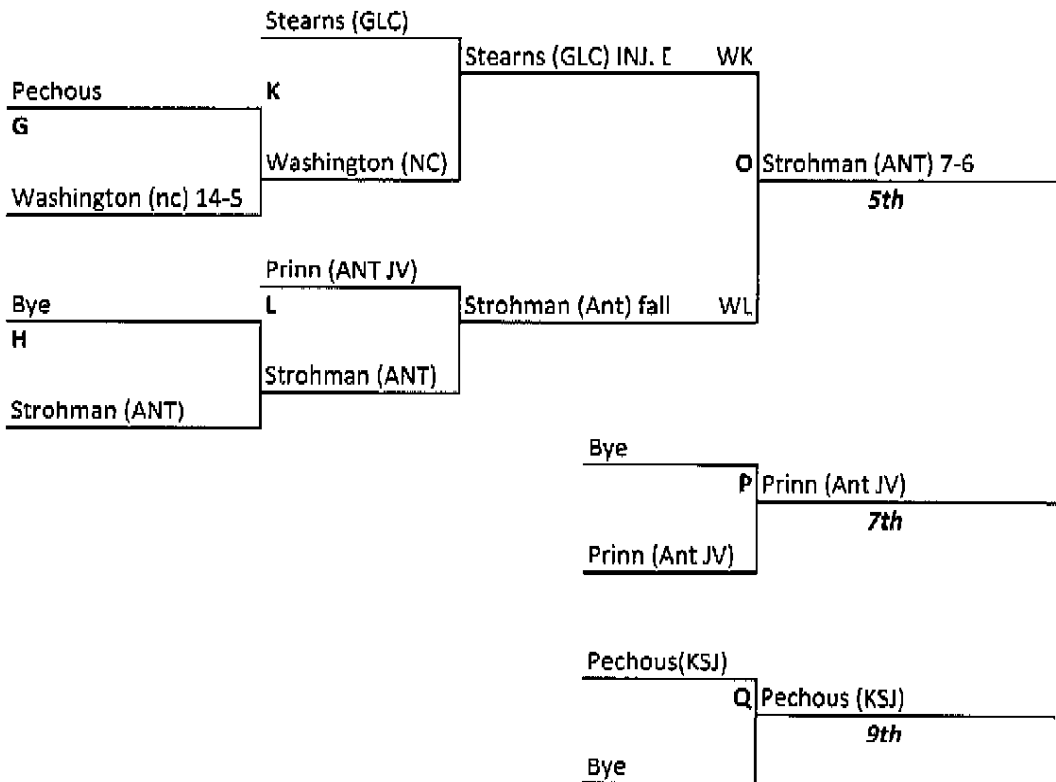 Stearns (GLC)
Stearns (GLC) INJ. [ WK
Pechous K
G
Washington (NC) O Strohman (ANT) 7-6
Washington (nc) 14-5 5th
Prinn (ANT JV)
Bye L Strohman (Ant) fall WL
H
Strohman (ANT)
Strohman (ANT)
Bye
P Prinn (Ant JV)
7th
Prinn (Ant JV)
Pechous(KSJ)
Q Pechous (KSJ)
9th
Bye